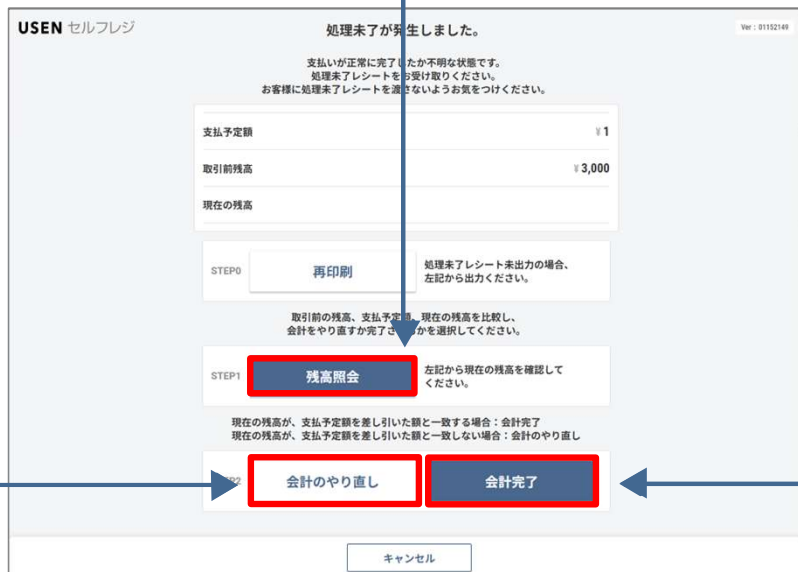 USEN セルフレジ
処理未了が発生しました。
Ver : 01152149
支払いが正常に完了したか不明な状態です。
処理未了レシートをお受け取りください。
お客様に処理未了レシートを渡さないようお気をつけください。
支払予定額 ¥1
取引前残高 ¥3,000
現在の残高
STEP0 再印刷 処理未了レシート未出力の場合、
左記から出力ください。
取引前の残高、支払予定額、現在の残高を比較し、
会計をやり直すか完了させるかを選択してください。
STEP1 残高照会 左記から現在の残高を確認して
ください。
現在の残高が、支払予定額を差し引いた額と一致する場合：会計完了
現在の残高が、支払予定額を差し引いた額と一致しない場合：会計のやり直し
STEP2 会計のやり直し 会計完了
キャンセル